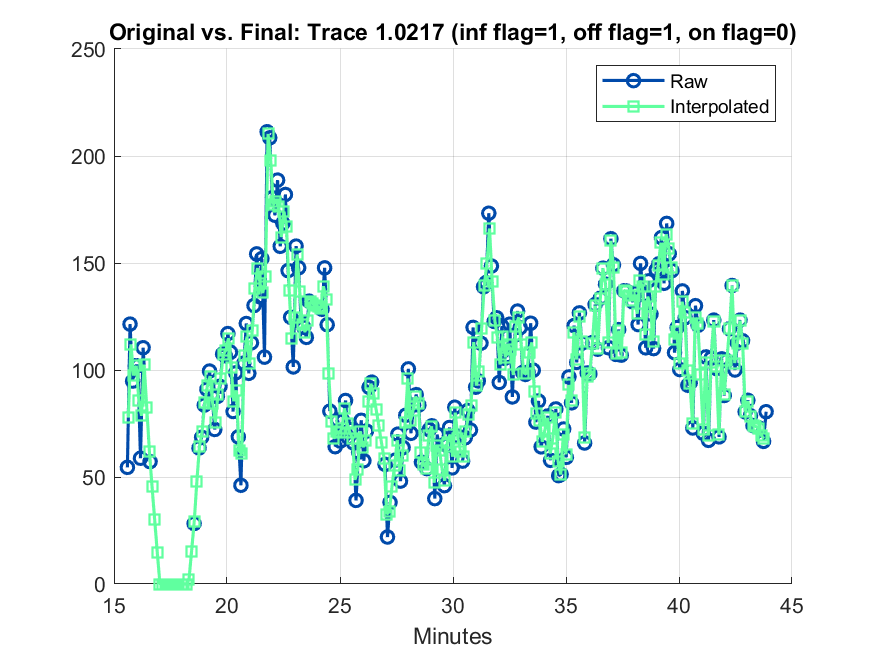 Original vs. Final: Trace 1.0217 (inf flag=1, off flag=1, on flag=0)
250
200
150
100
50
0
15 20 25 30 35 40 45
Minutes
Raw
Interpolated